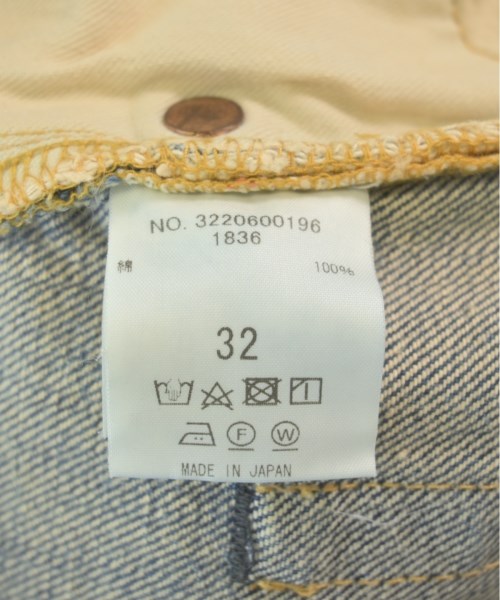 NO. 3220600196
1836
綿 100%
32
F W
MADE IN JAPAN